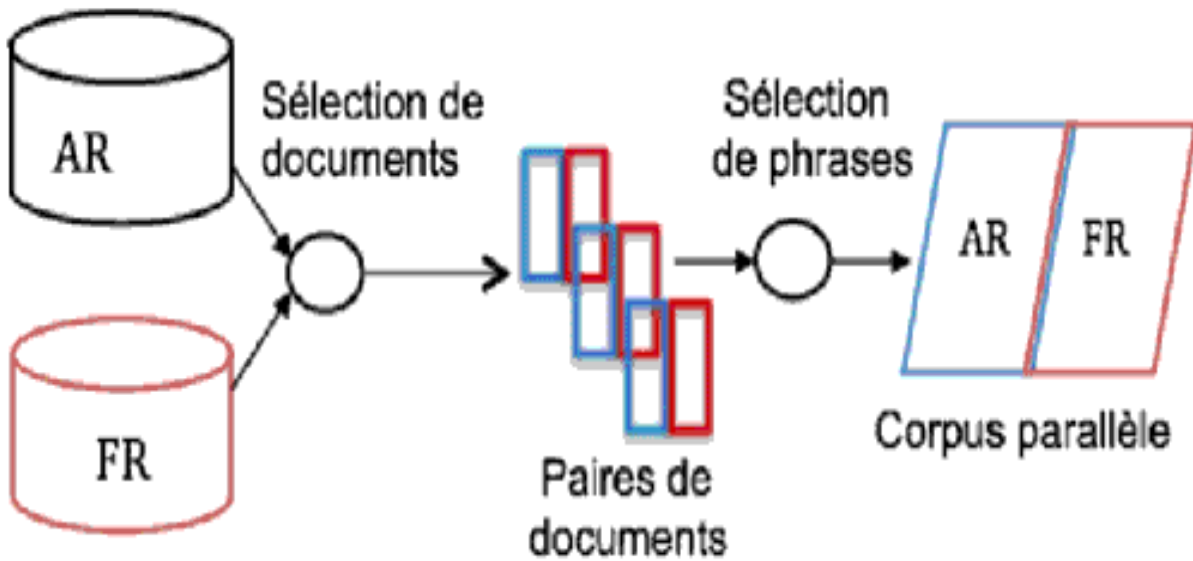 AR
Sélection de
documents
FR
Paires de
documents
Sélection
de phrases
AR
FR
Corpus parallèle